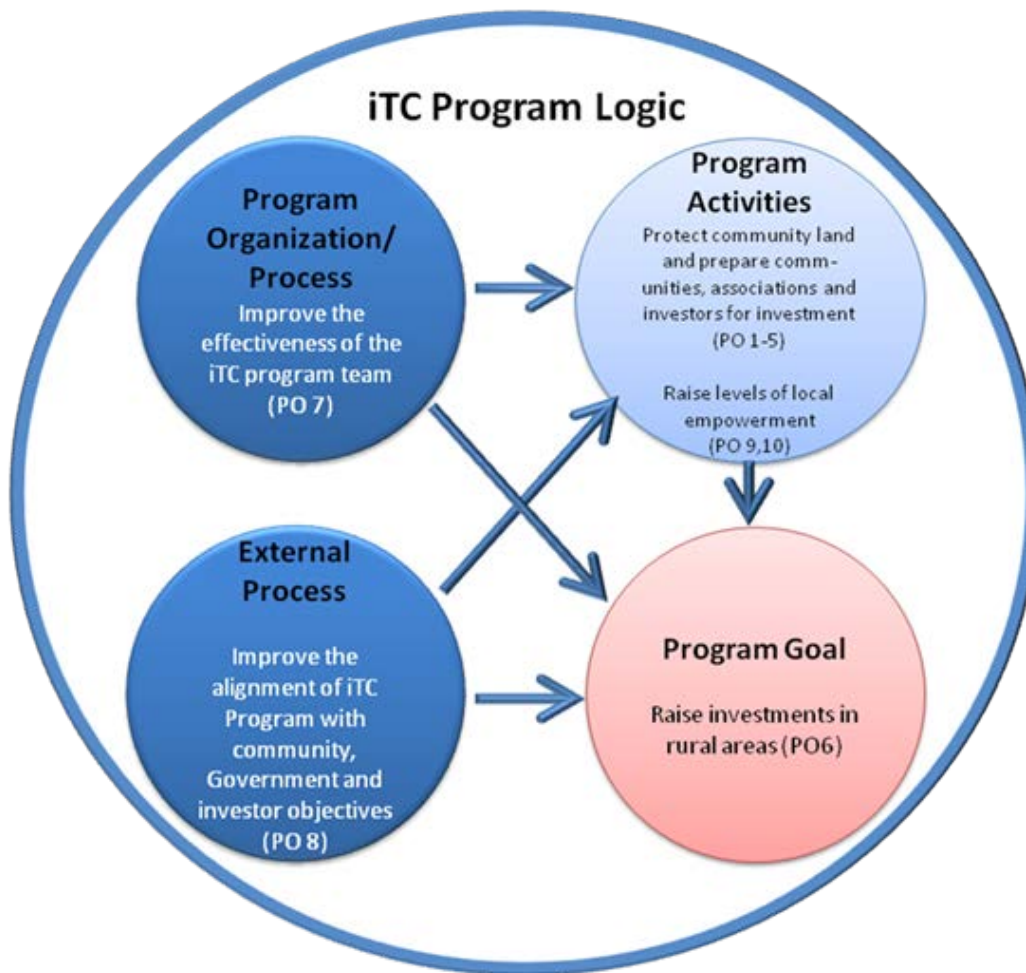 iTC Program Logic
Program
Organization/
Process
Improve the
effectiveness of the
iTC program team
(PO 7)
Program
Activities
Protect community land
and prepare comm-
unities, associations and
investors for investment
(PO 1-5)
Raise levels of local
empowerment
(PO 9,10)
External
Process
Improve the
alignment of iTC
Program with
community,
Government and
investor objectives
(PO 8)
Program Goal
Raise investments in
rural areas (PO6)